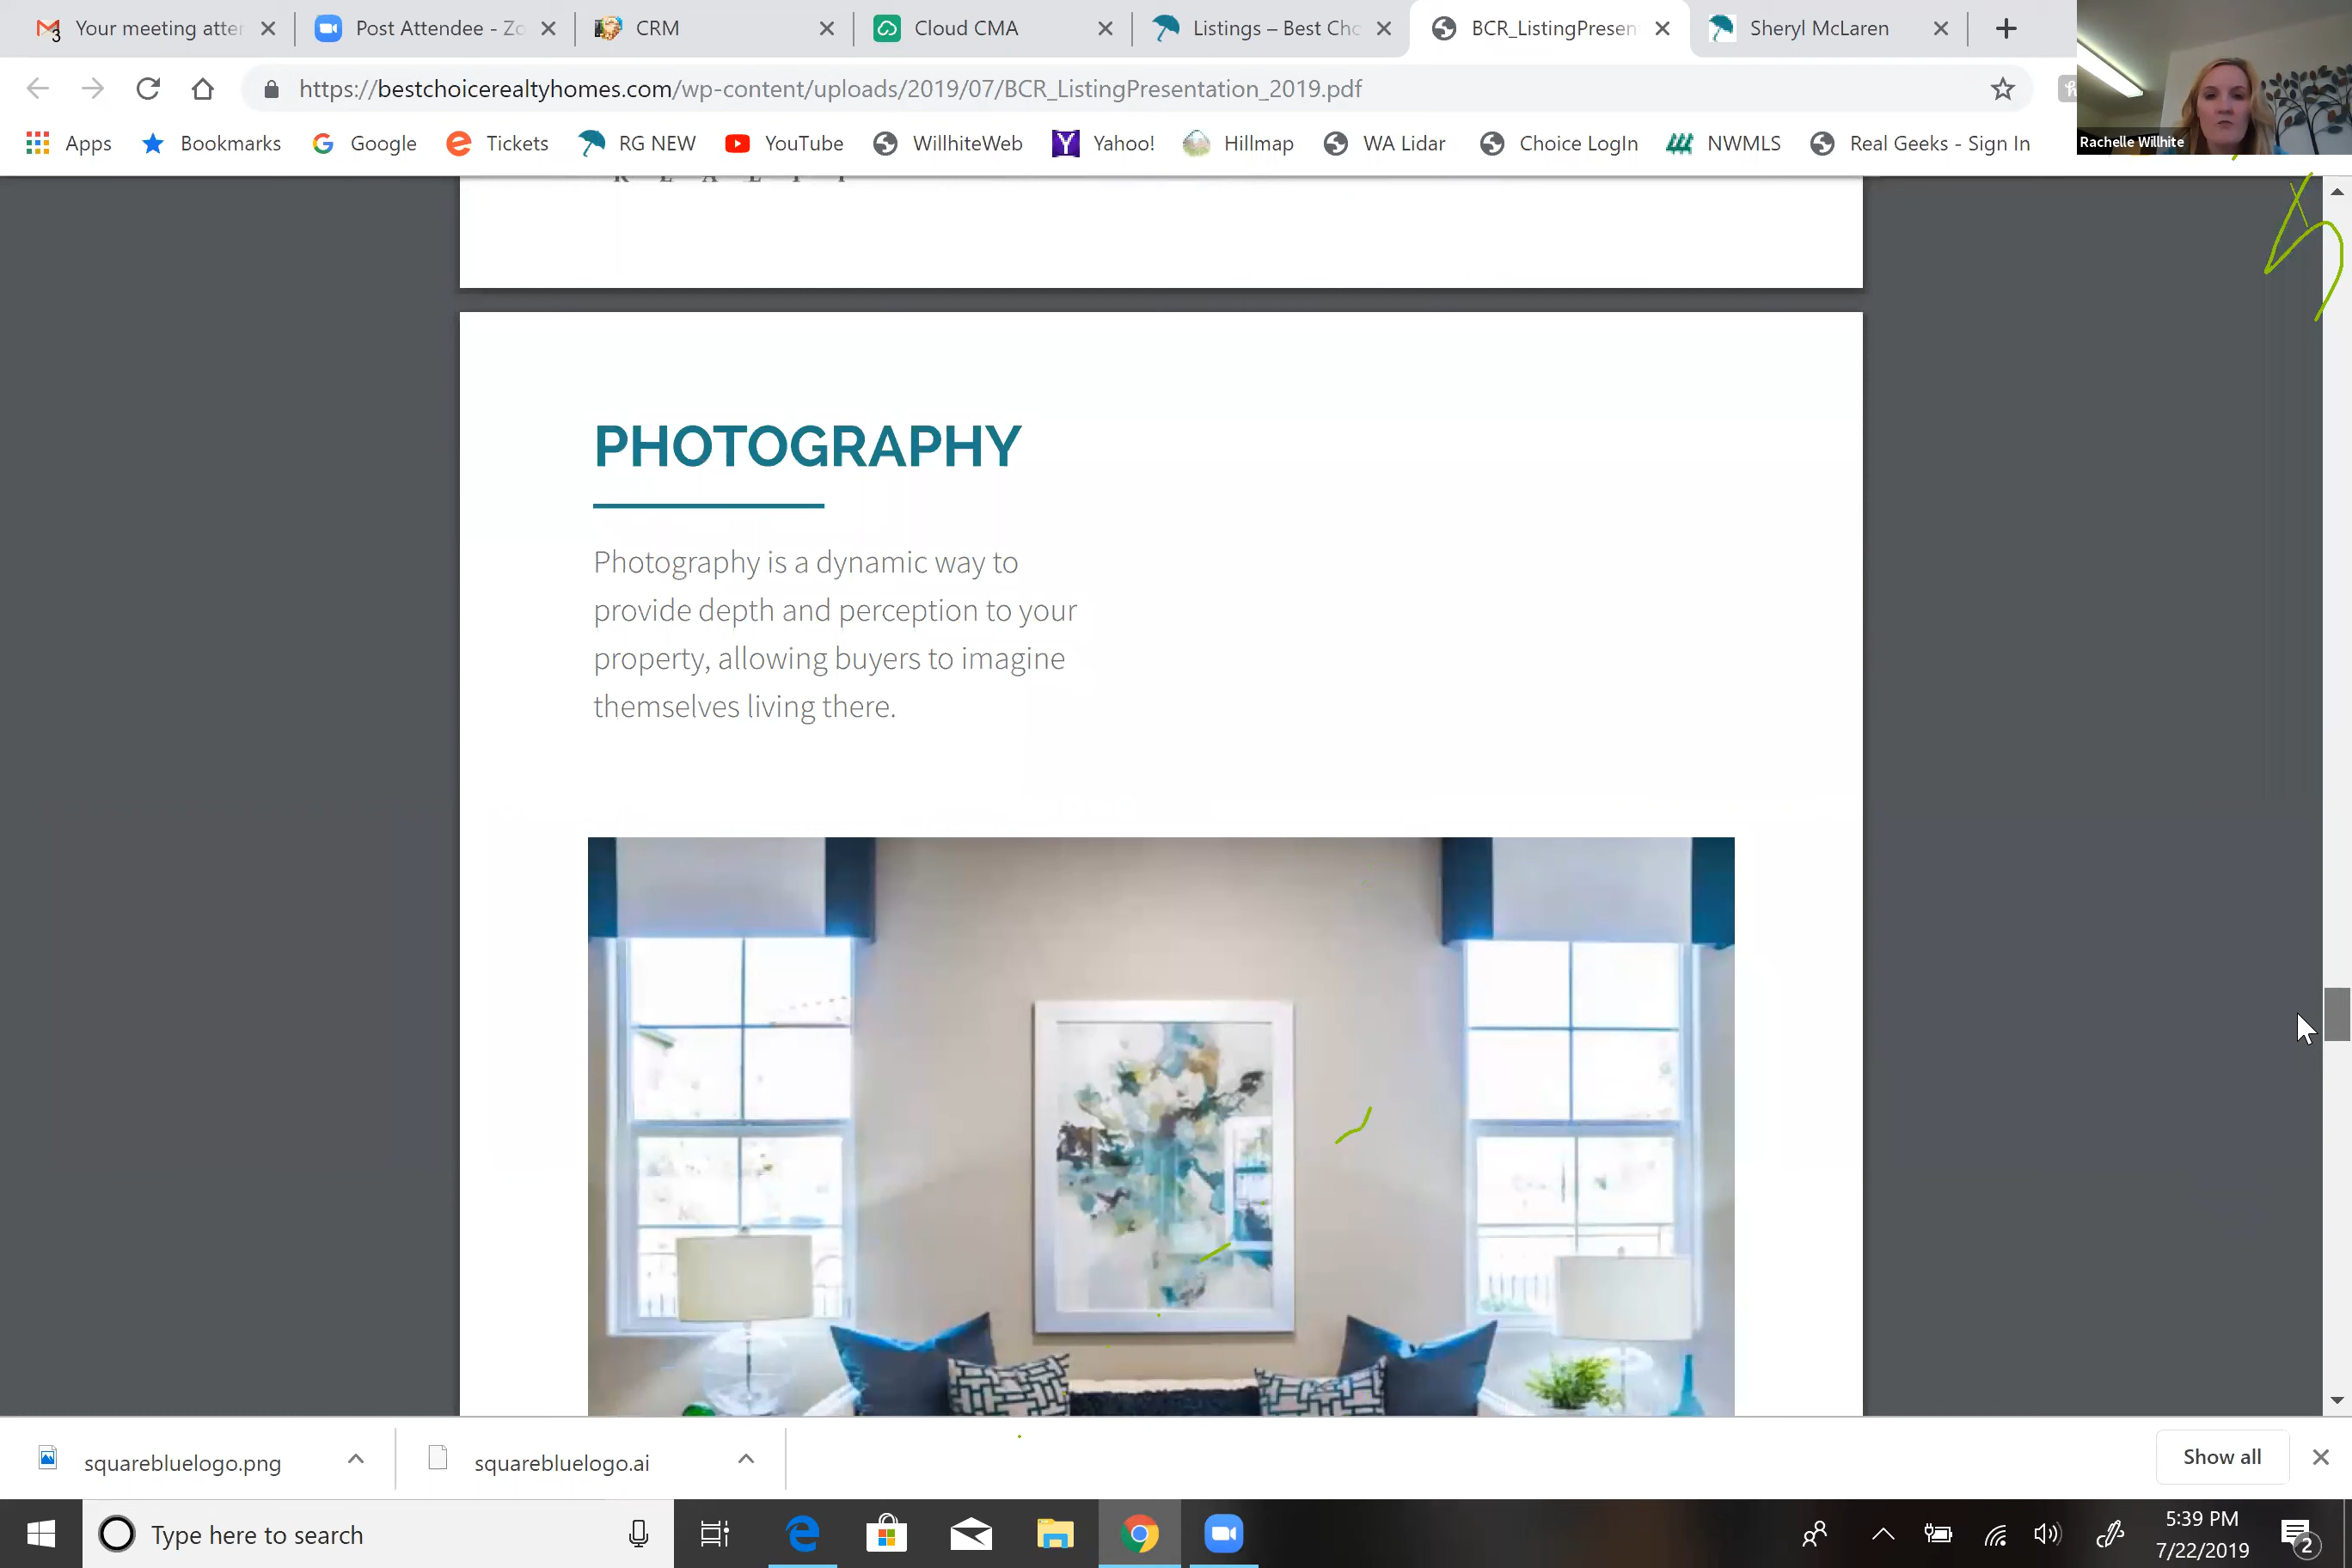 Your meeting atter
Post Attendee - Zo
CRM
Cloud CMA
Listings – Best Cho
BCR_ListingPresen
Sheryl McLaren
https://bestchoicerealtyhomes.com/wp-content/uploads/2019/07/BCR_ListingPresentation_2019.pdf
Apps
Bookmarks
Google
Tickets
RG NEW
YouTube
WillhiteWeb
Yahoo!
Hillmap
WA Lidar
Choice LogIn
NWMLS
Real Geeks - Sign In
Rachelle Willhite
PHOTOGRAPHY
Photography is a dynamic way to
provide depth and perception to your
property, allowing buyers to imagine
themselves living there.
squarebluelogo.png
squarebluelogo.ai
Show all
Type here to search
5:39 PM
7/22/2019
2